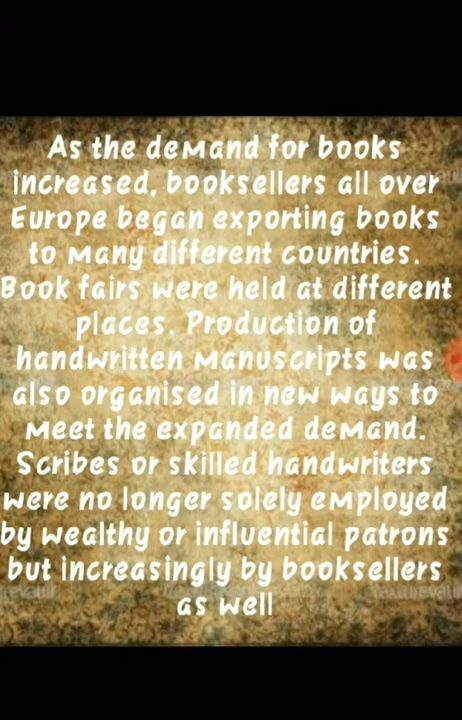 As the demand for books
increased, booksellers all over
Europe began exporting books
to many different countries.
Book fairs were held at different
places. Production of
handwritten manuscripts was
also organised in new ways to
meet the expanded demand.
Scribes or skilled handwriters
were no longer solely employed
by wealthy or influential patrons
but increasingly by booksellers
as well